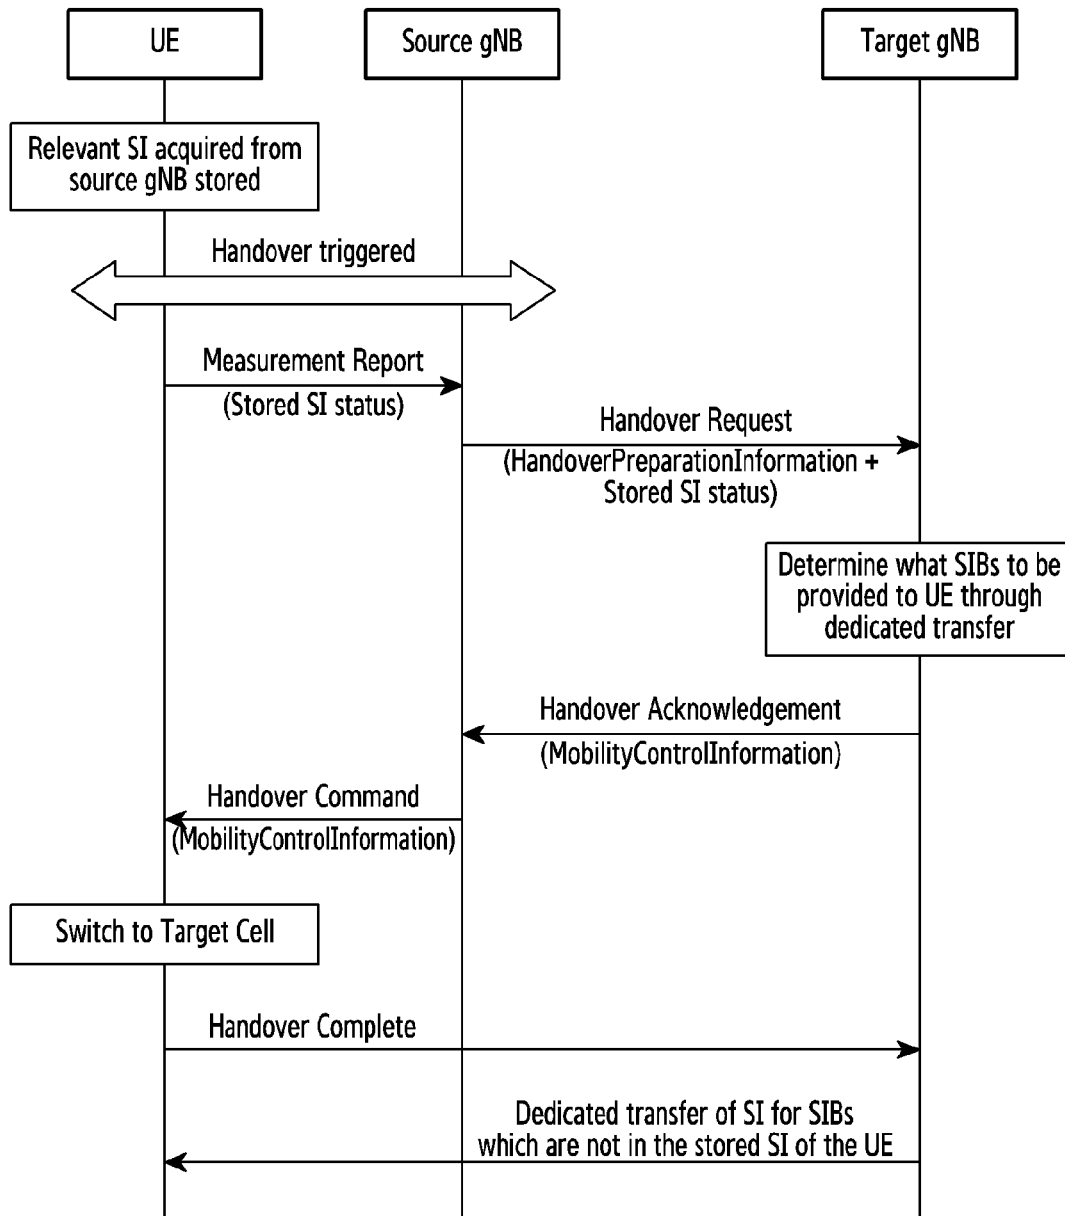 UE
Source gNB
Target gNB
Relevant SI acquired from
source gNB stored
Handover triggered
Measurement Report
(Stored SI status)
Handover Request
(HandoverPreparationInformation +
Stored SI status)
Determine what SIBs to be
provided to UE through
dedicated transfer
Handover Acknowledgement
(MobilityControlInformation)
Handover Command
(MobilityControlInformation)
Switch to Target Cell
Handover Complete
Dedicated transfer of SI for SIBs
which are not in the stored SI of the UE